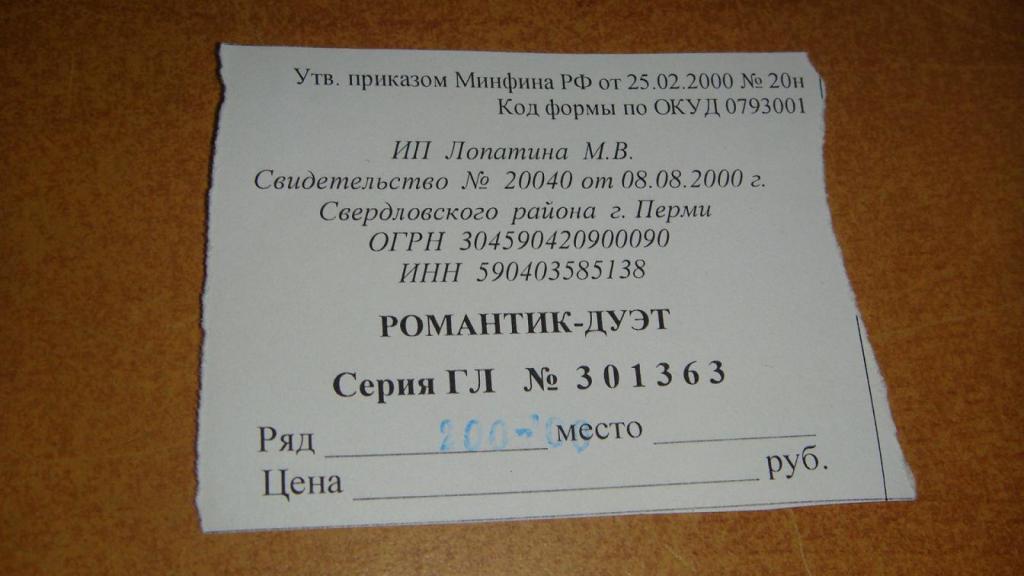 Утв. приказом Минфина РФ от 25.02.2000 № 20н
Код формы по ОКУД 0793001
ИП Лопатина М.В.
Свидетельство № 20040 от 08.08.2000 г.
Свердловского района г. Перми
ОГРН 304590420900090
ИНН 590403585138
РОМАНТИК-ДУЭТ
Серия ГЛ № 301363
Ряд 200-00 место
Цена руб.